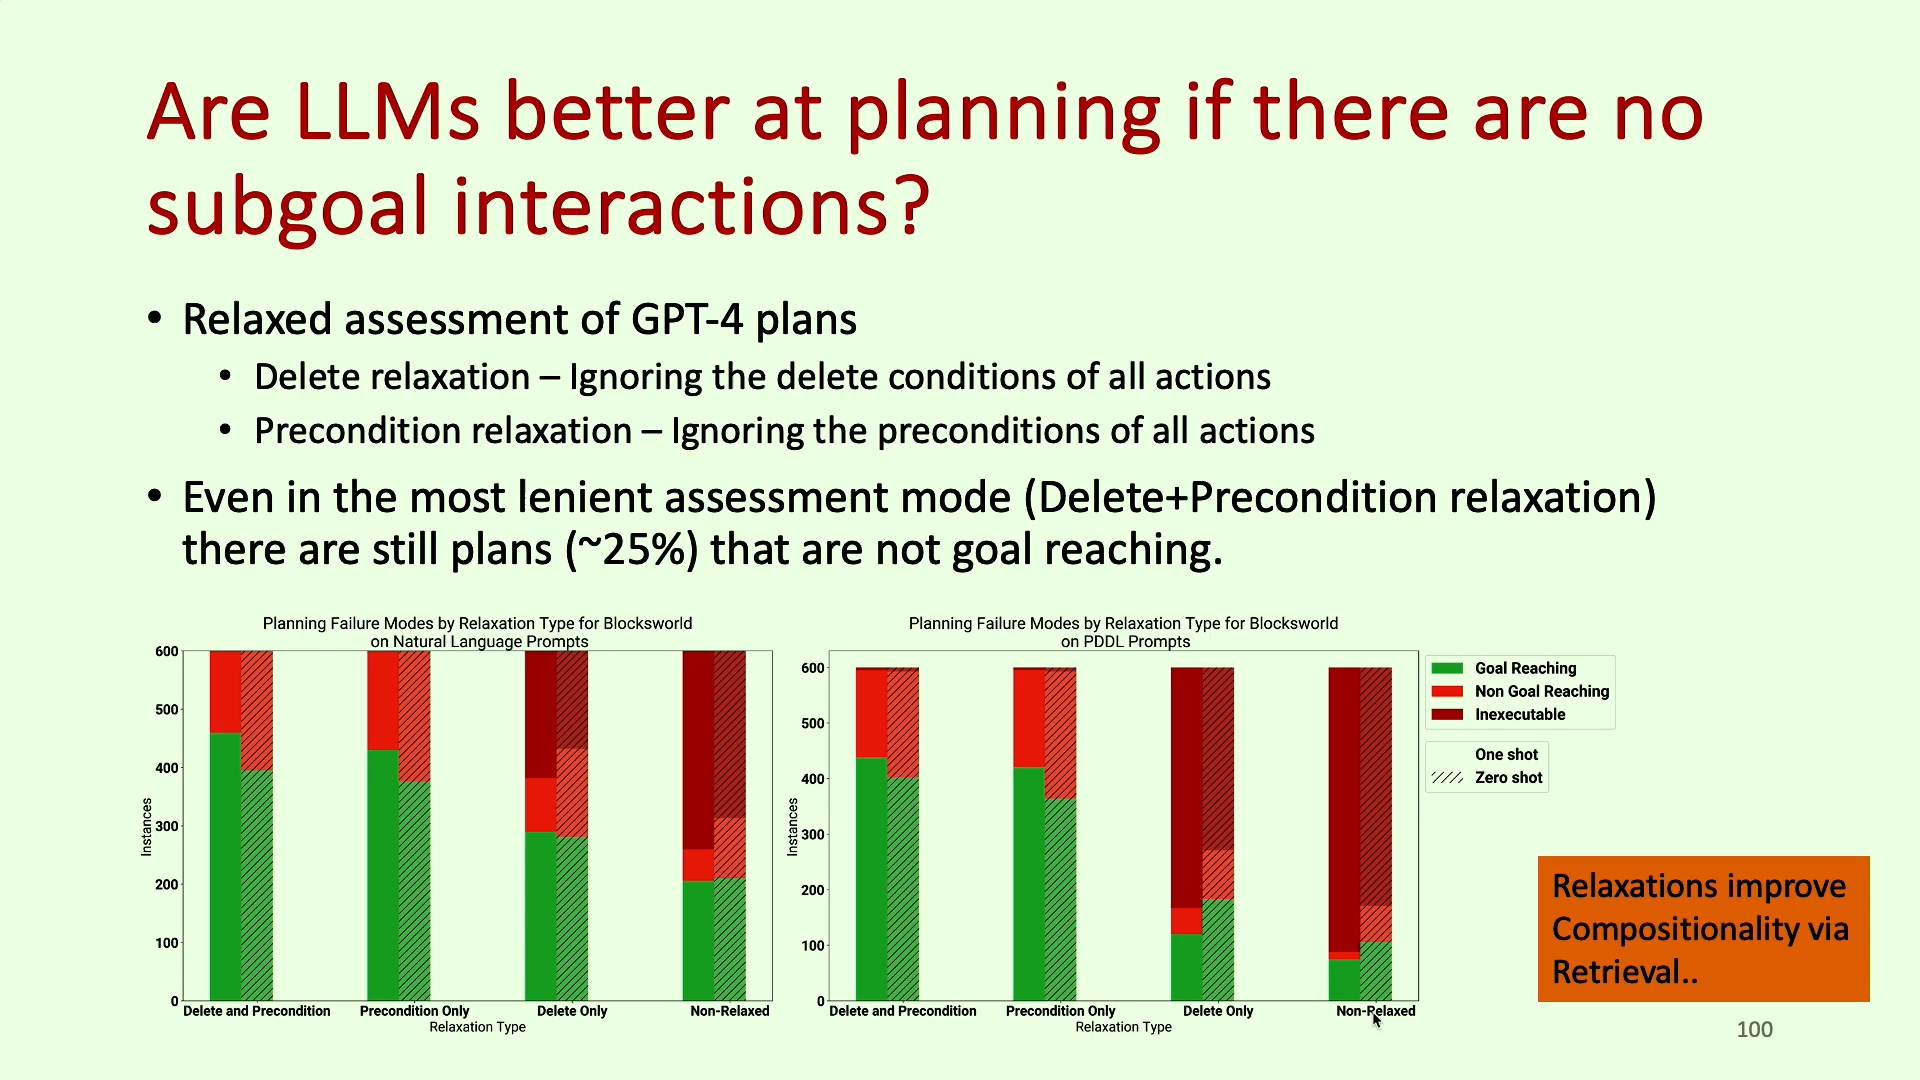 Are LLMs better at planning if there are no
subgoal interactions?
• Relaxed assessment of GPT-4 plans
• Delete relaxation – Ignoring the delete conditions of all actions
• Precondition relaxation – Ignoring the preconditions of all actions
• Even in the most lenient assessment mode (Delete+Precondition relaxation)
there are still plans (~25%) that are not goal reaching.
Planning Failure Modes by Relaxation Type for Blocksworld
on Natural Language Prompts
600
500
400
300
200
100
0
Instances
Delete and Precondition
Precondition Only
Delete Only
Non-Relaxed
Relaxation Type
Planning Failure Modes by Relaxation Type for Blocksworld
on PDDL Prompts
600
500
400
300
200
100
0
Instances
Delete and Precondition
Precondition Only
Delete Only
Non-Relaxed
Relaxation Type
Goal Reaching
Non Goal Reaching
Inexecutable
One shot
Zero shot
Relaxations improve
Compositionality via
Retrieval..
100